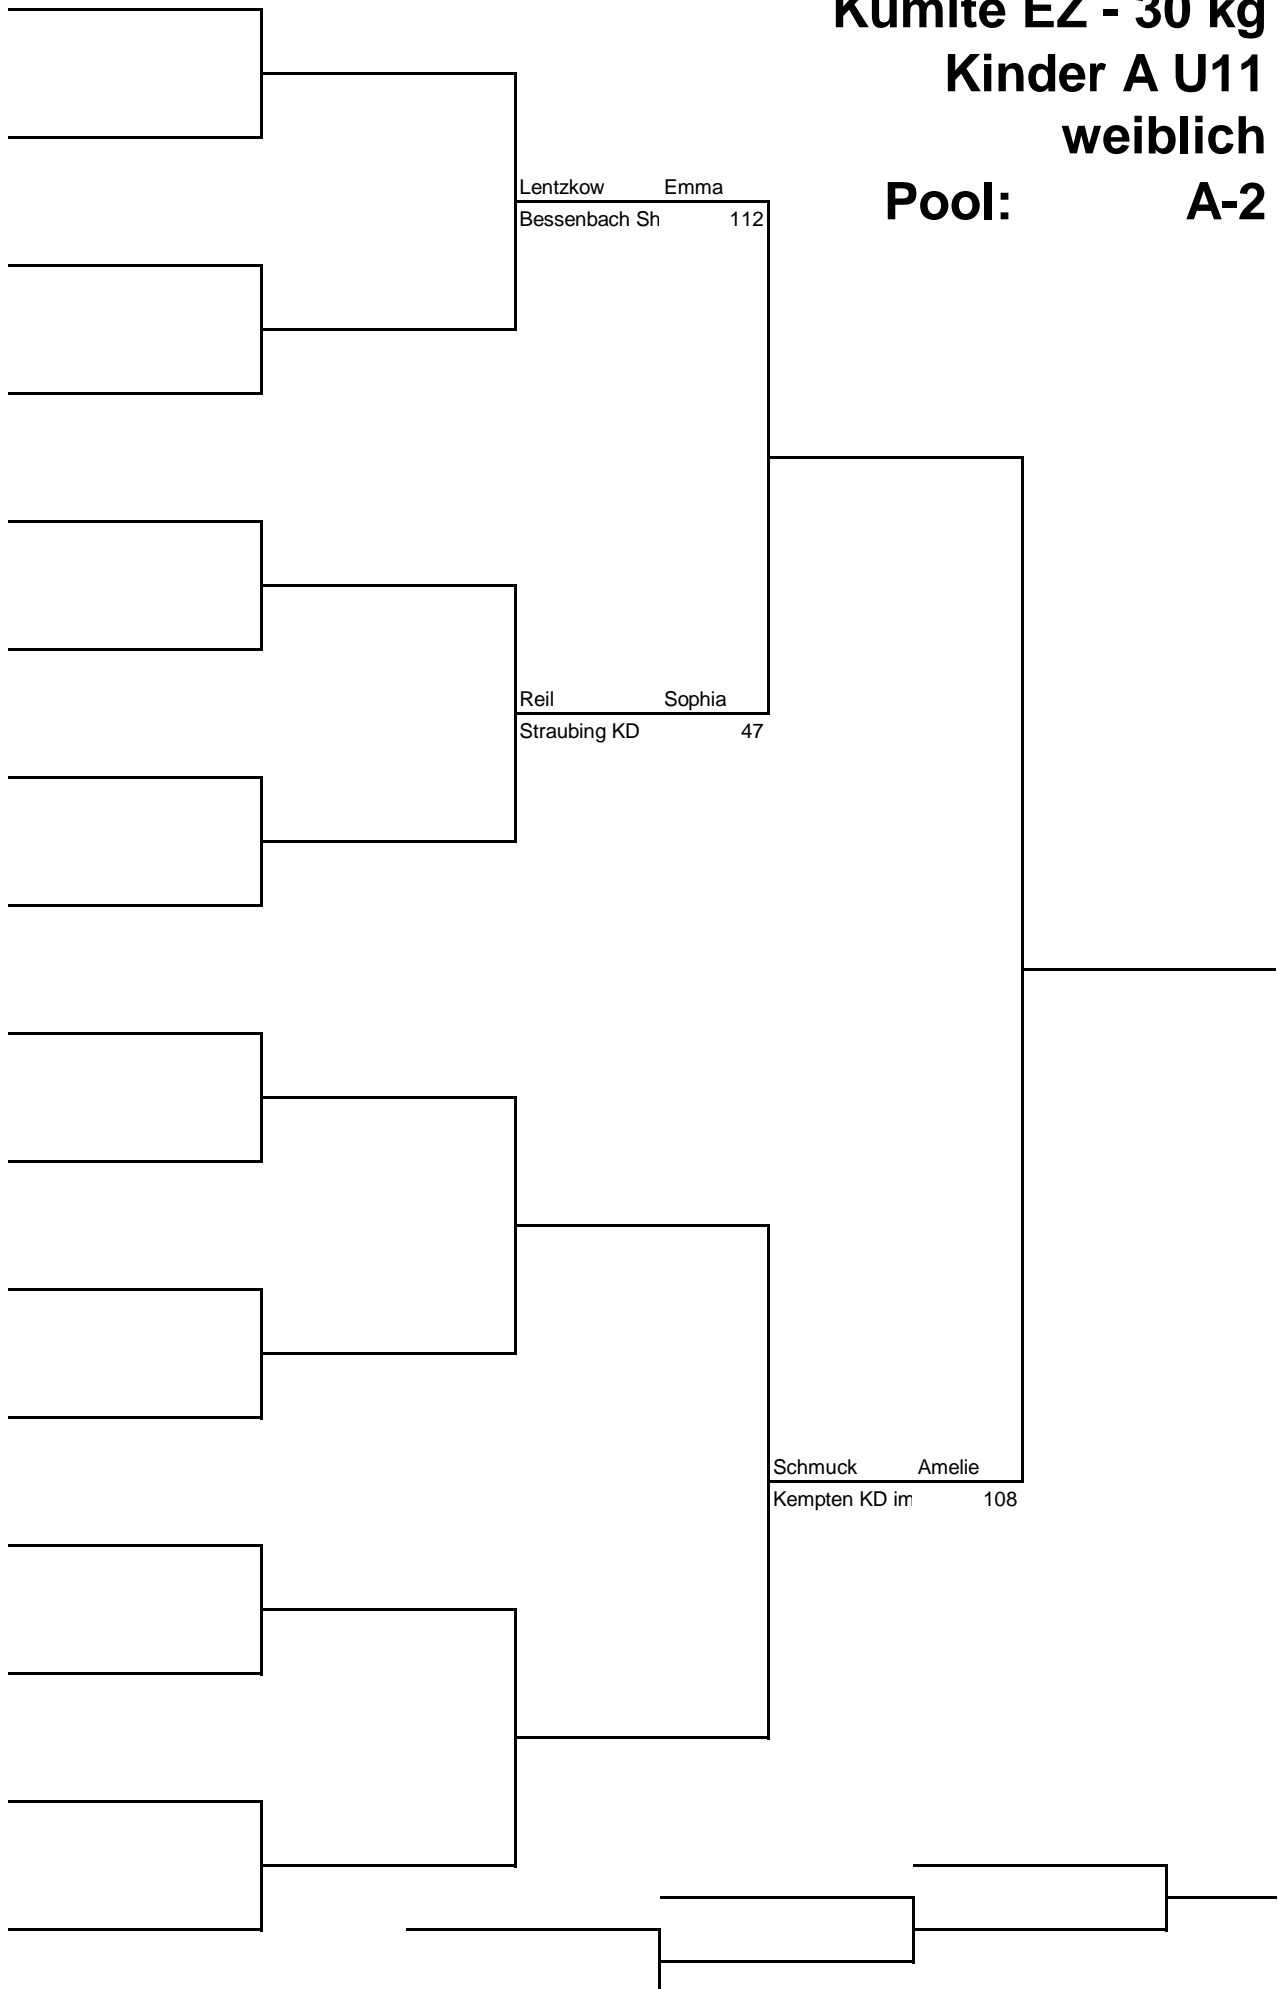 Kumite EZ - 30 kg
Kinder A U11
weiblich
Pool: A-2
Lentzkow Emma
Bessenbach Sh 112
Reil Sophia
Straubing KD 47
Schmuck Amelie
Kempten KD im 108